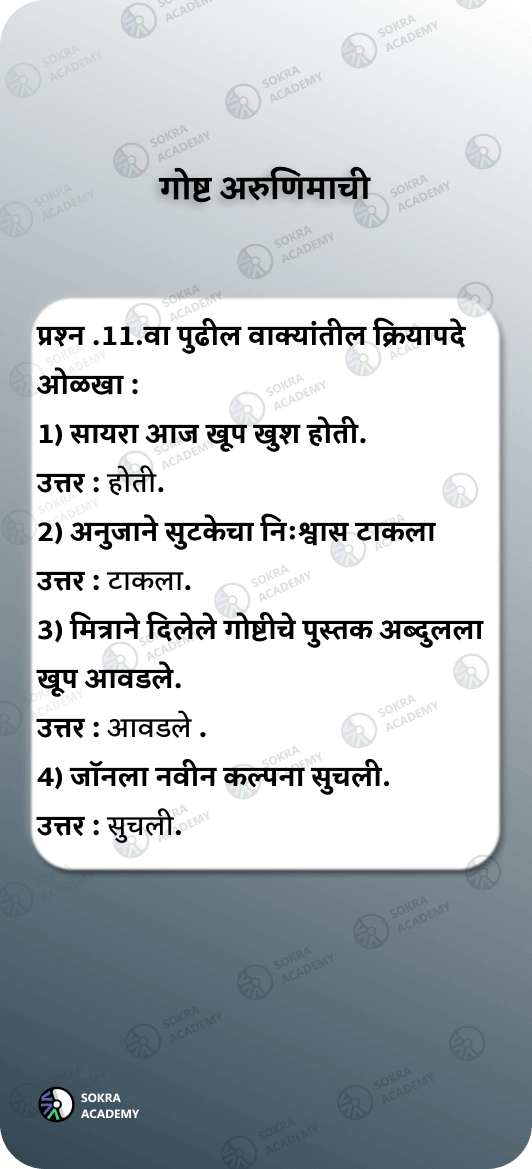 गोष्ट अरुणिमाची
प्रश्न .11.वा पुढील वाक्यांतील क्रियापदे
ओळखा :
1) सायरा आज खूप खुश होती.
उत्तर : होती.
2) अनुजाने सुटकेचा निःश्वास टाकला
उत्तर : टाकला.
3) मित्राने दिलेले गोष्टीचे पुस्तक अब्दुलला
खूप आवडले.
उत्तर : आवडले .
4) जॉनला नवीन कल्पना सुचली.
उत्तर : सुचली.
SOKRA
ACADEMY